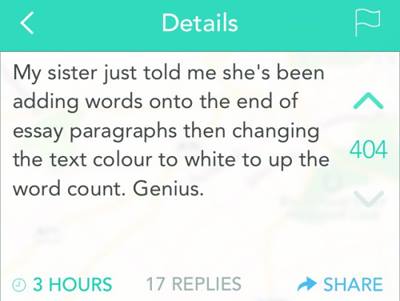 Details
My sister just told me she's been
adding words onto the end of
essay paragraphs then changing
the text colour to white to up the
word count. Genius.
404
3 HOURS 17 REPLIES SHARE